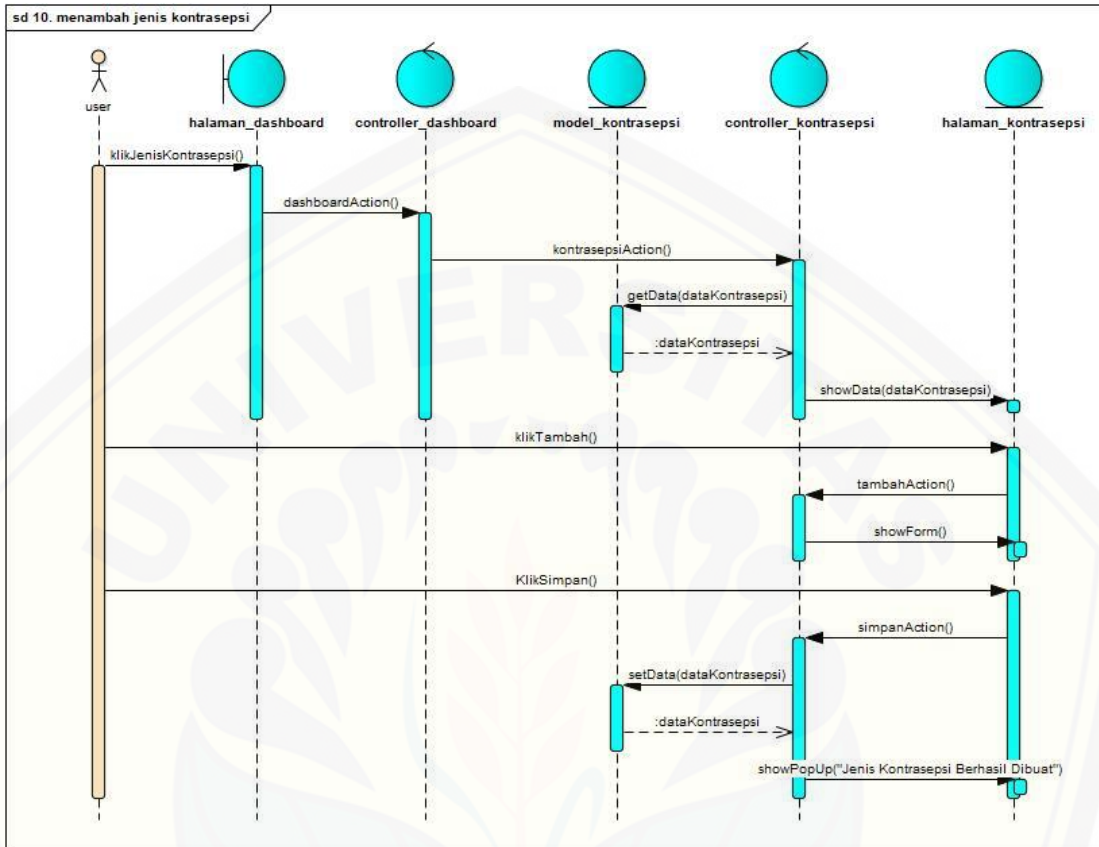 sd 10. menambah jenis kontrasepsi
user
halaman_dashboard
controller_dashboard
model_kontrasepsi
controller_kontrasepsi
halaman_kontrasepsi
klikJenisKontrasepsi()
dashboardAction()
kontrasepsiAction()
getData(dataKontrasepsi)
:dataKontrasepsi
showData(dataKontrasepsi)
klikTambah()
tambahAction()
showForm()
KlikSimpan()
simpanAction()
setData(dataKontrasepsi)
:dataKontrasepsi
showPopUp("Jenis Kontrasepsi Berhasil Dibuat")
UNIVERSITAS